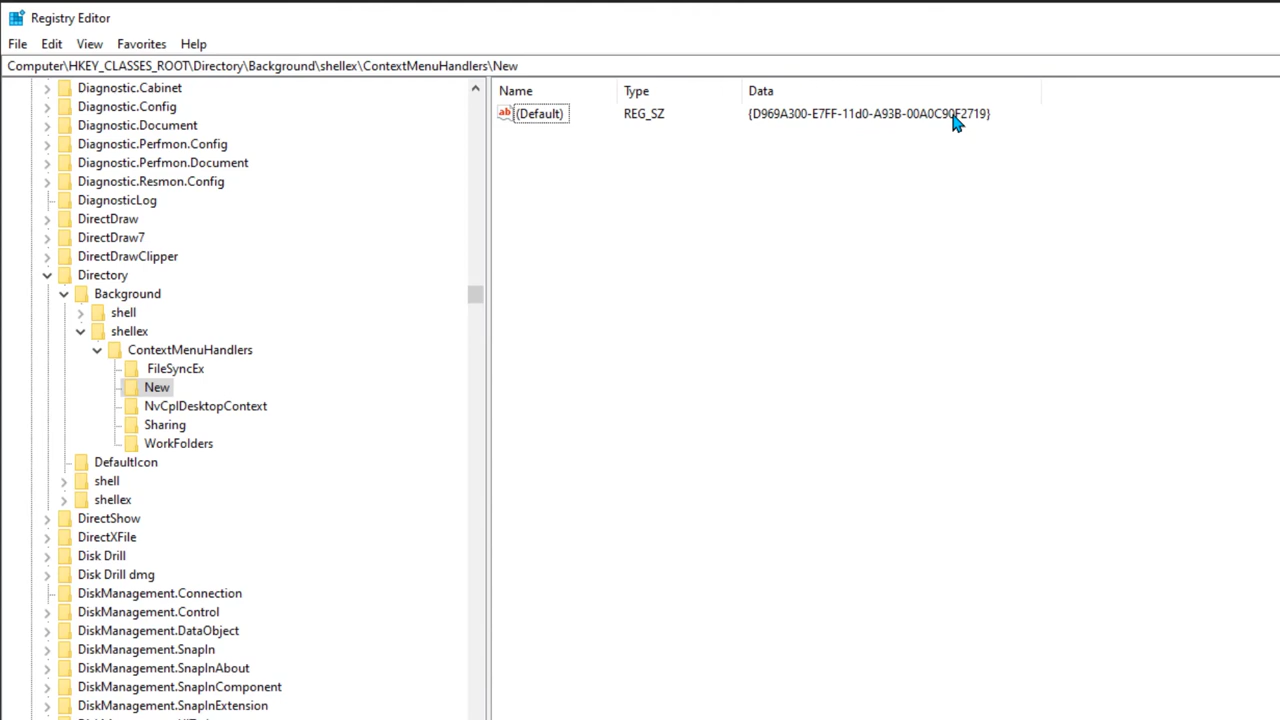 Registry Editor
File Edit View Favorites Help
Computer\HKEY_CLASSES_ROOT\Directory\Background\shellex\ContextMenuHandlers\New
Diagnostic.Cabinet
Diagnostic.Config
Diagnostic.Document
Diagnostic.Perfmon.Config
Diagnostic.Perfmon.Document
Diagnostic.Resmon.Config
DiagnosticLog
DirectDraw
DirectDraw7
DirectDrawClipper
Directory
Background
shell
shellex
ContextMenuHandlers
FileSyncEx
New
NvCplDesktopContext
Sharing
WorkFolders
DefaultIcon
shell
shellex
DirectShow
DirectXFile
Disk Drill
Disk Drill dmg
DiskManagement.Connection
DiskManagement.Control
DiskManagement.DataObject
DiskManagement.SnapIn
DiskManagement.SnapInAbout
DiskManagement.SnapInComponent
DiskManagement.SnapInExtension
Name Type Data
ab (Default) REG_SZ {D969A300-E7FF-11d0-A93B-00A0C90F2719}